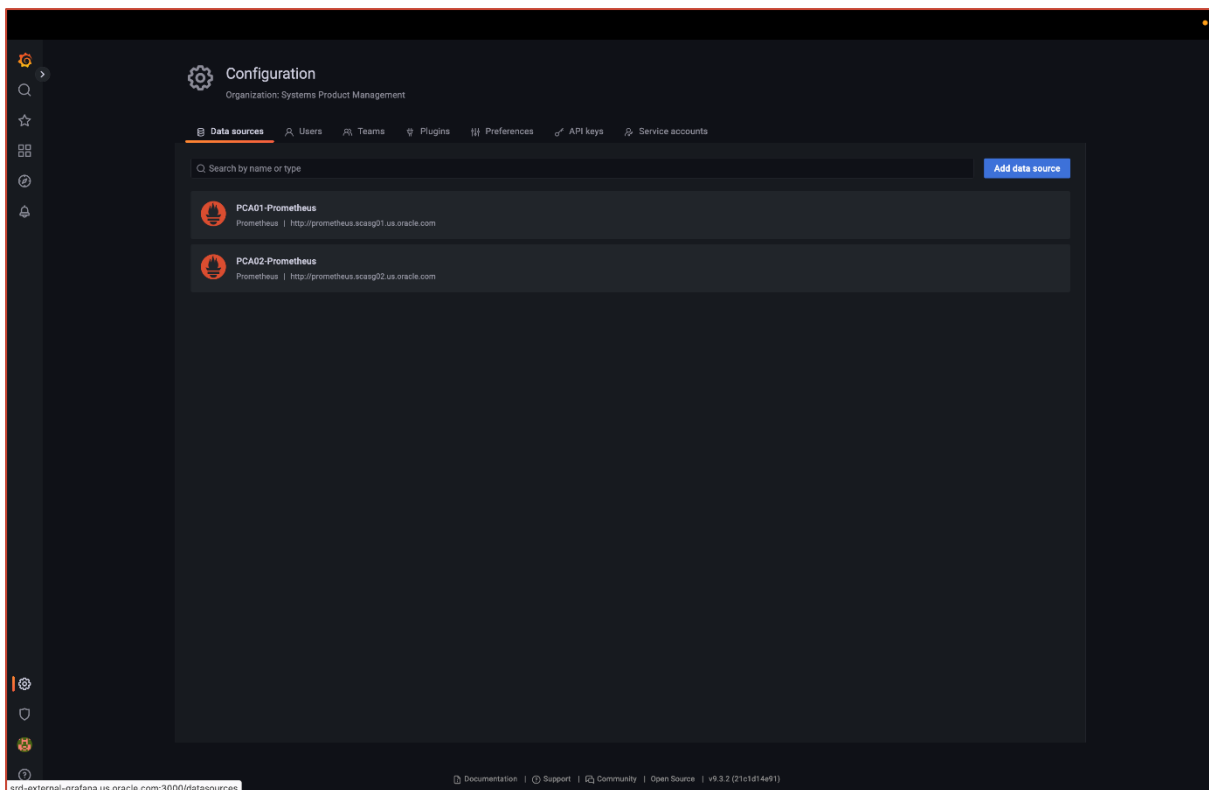 Configuration
Organization: Systems Product Management
Data sources Users Teams Plugins Preferences API keys Service accounts
Search by name or type Add data source
PCA01-Prometheus
Prometheus | http://prometheus.scasg01.us.oracle.com
PCA02-Prometheus
Prometheus | http://prometheus.scasg02.us.oracle.com
Documentation | Support | Community | Open Source | v9.3.2 (21c1d14e91)
srd-external-grafana.us.oracle.com:3000/datasources